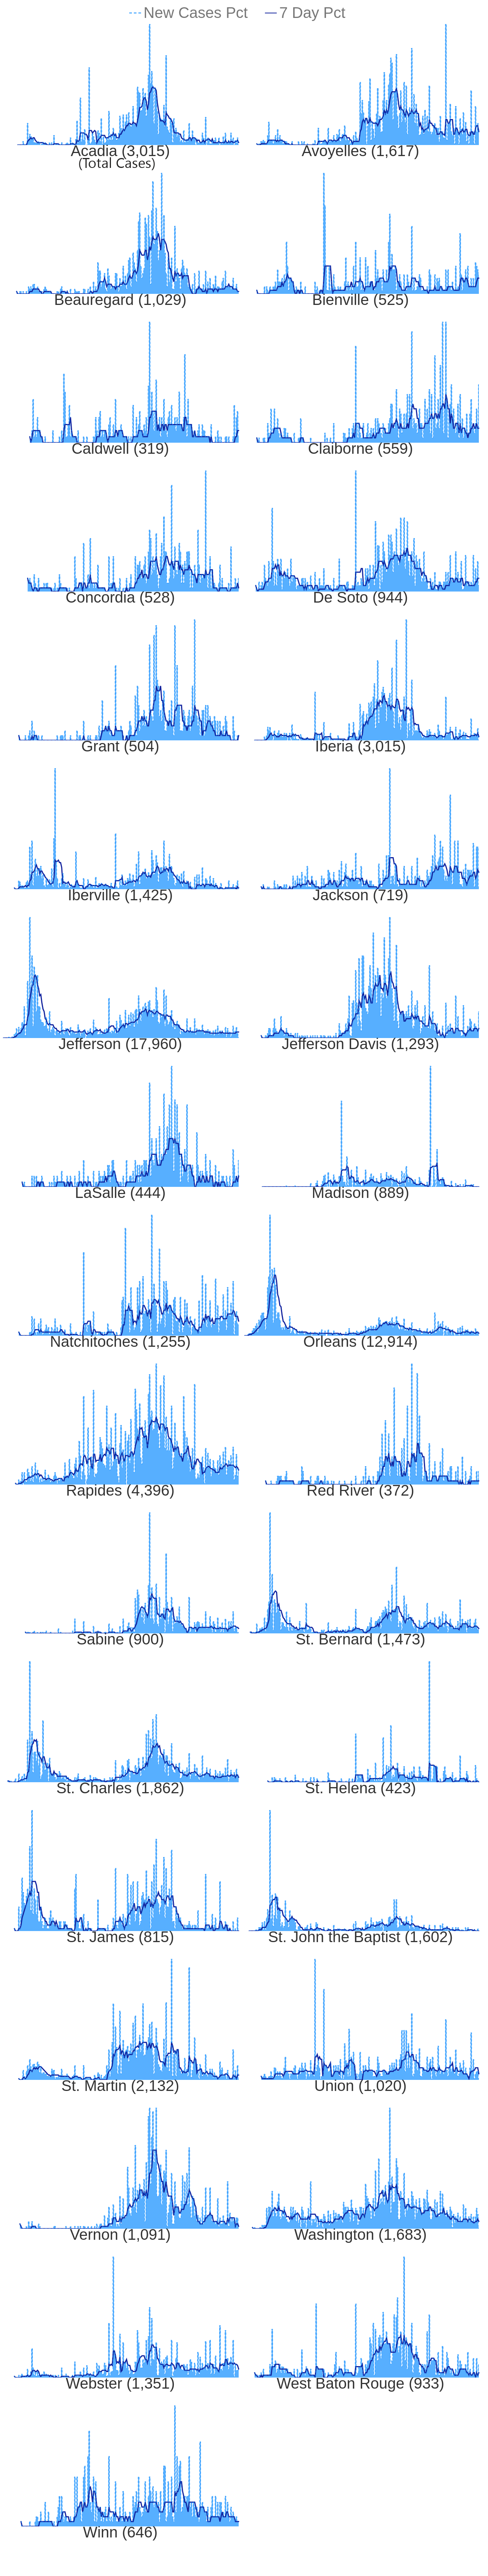 New Cases Pct 7 Day Pct
Acadia (3,015) Avoyelles (1,617)
(Total Cases)
Beauregard (1,029) Bienville (525)
Caldwell (319) Claiborne (559)
Concordia (528) De Soto (944)
Grant (504) Iberia (3,015)
Iberville (1,425) Jackson (719)
Jefferson (17,960) Jefferson Davis (1,293)
LaSalle (444) Madison (889)
Natchitoches (1,255) Orleans (12,914)
Rapides (4,396) Red River (372)
Sabine (900) St. Bernard (1,473)
St. Charles (1,862) St. Helena (423)
St. James (815) St. John the Baptist (1,602)
St. Martin (2,132) Union (1,020)
Vernon (1,091) Washington (1,683)
Webster (1,351) West Baton Rouge (933)
Winn (646)